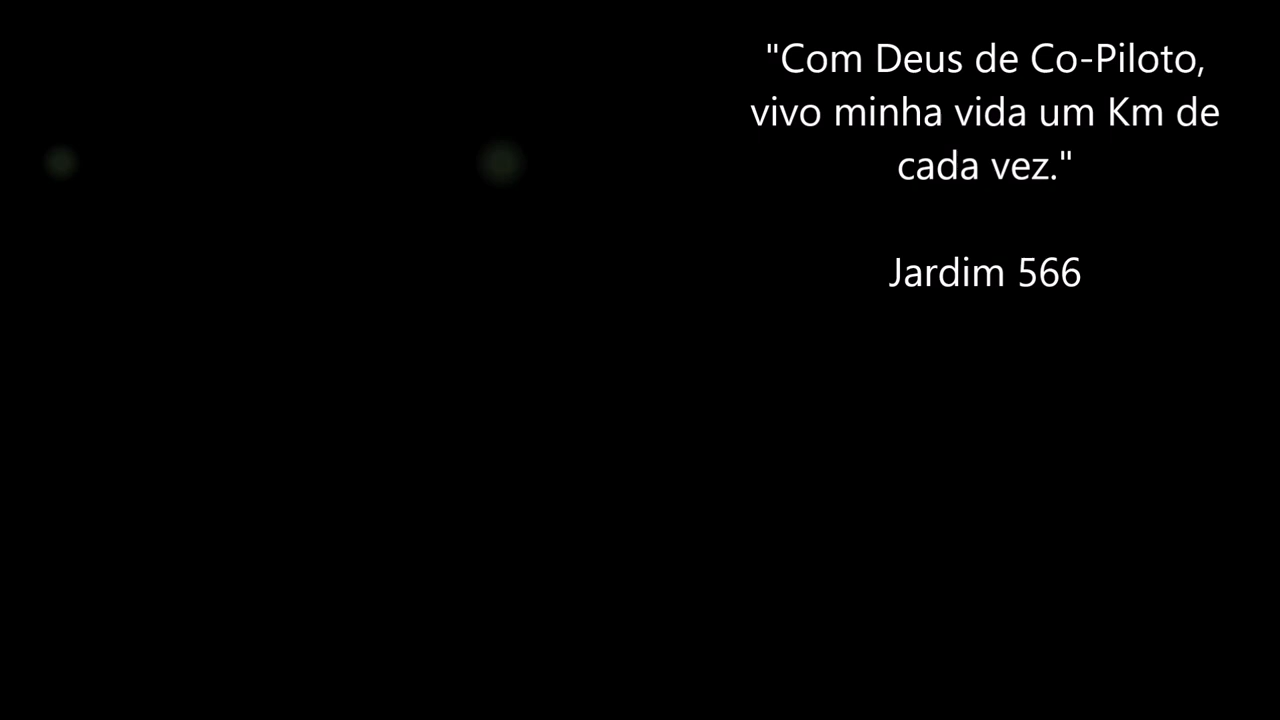 "Com Deus de Co-Piloto,
vivo minha vida um Km de
cada vez."
Jardim 566